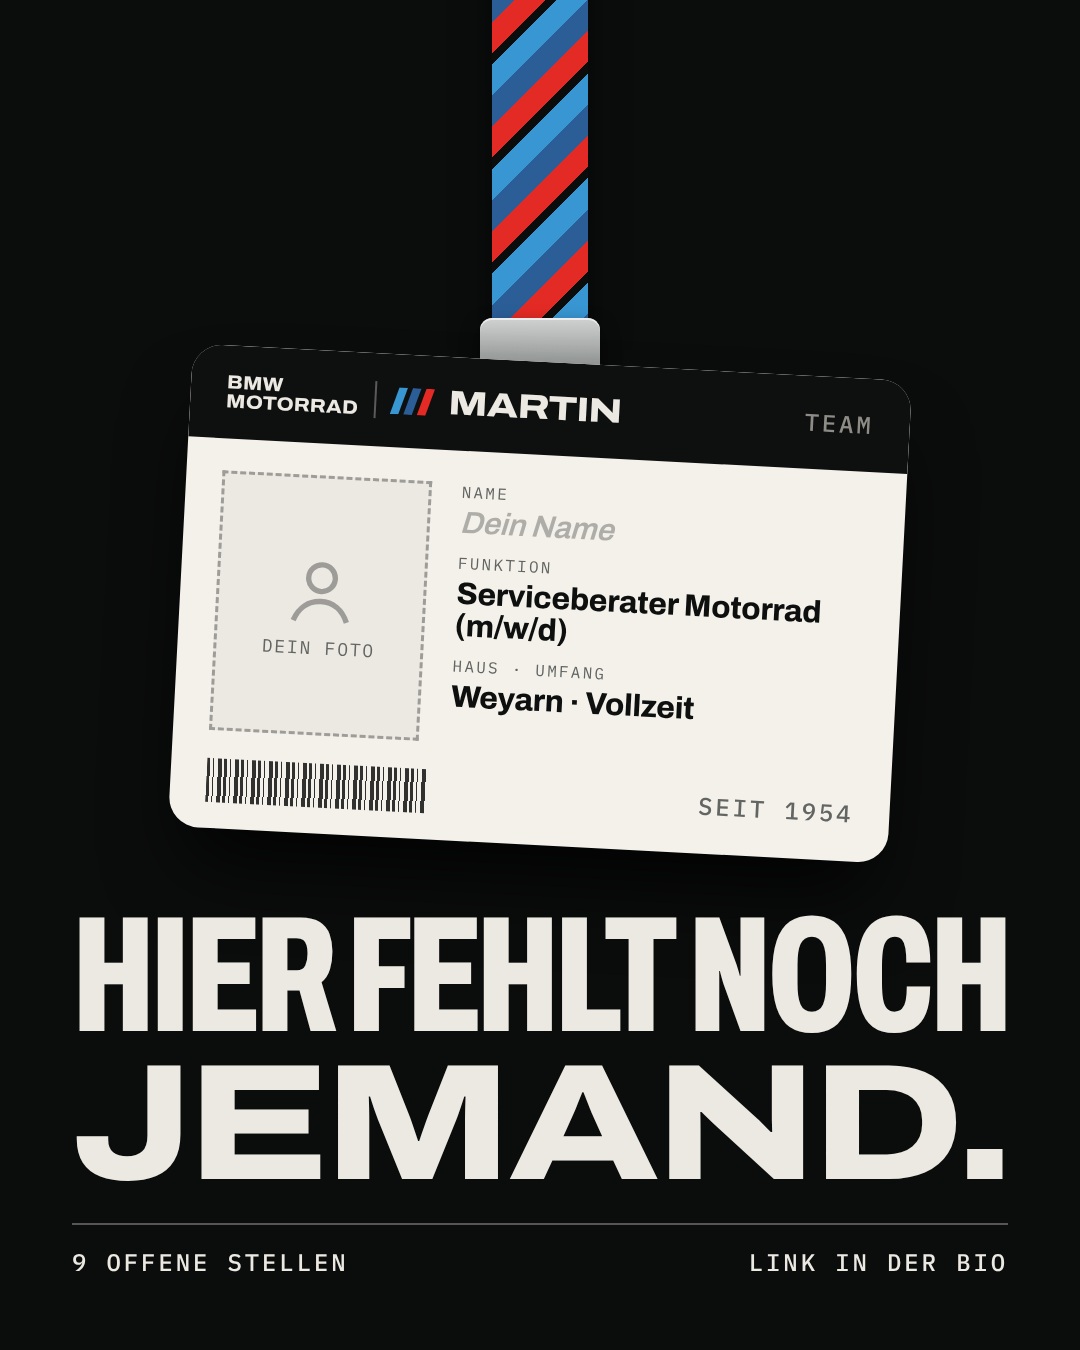 BMW
MOTORRAD
MARTIN
TEAM
DEIN FOTO
NAME
Dein Name
FUNKTION
Serviceberater Motorrad
(m/w/d)
HAUS · UMFANG
Weyarn · Vollzeit
SEIT 1954
HIER FEHLT NOCH
JEMAND.
9 OFFENE STELLEN
LINK IN DER BIO